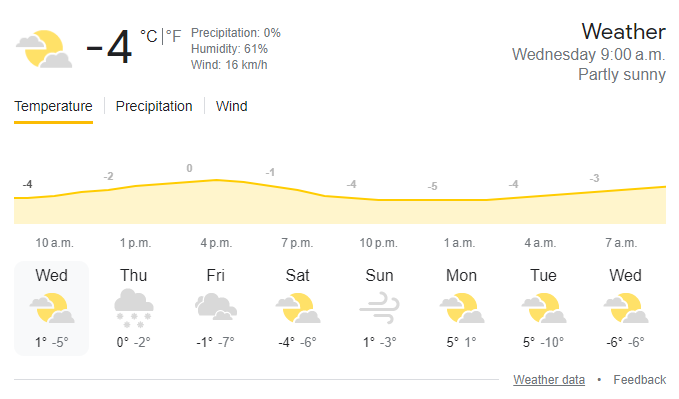 -4 °C | °F
Precipitation: 0%
Humidity: 61%
Wind: 16 km/h
Weather
Wednesday 9:00 a.m.
Partly sunny
Temperature | Precipitation | Wind
-4 -2 0 -1 -4 -5 -4 -3
10 a.m. 1 p.m. 4 p.m. 7 p.m. 10 p.m. 1 a.m. 4 a.m. 7 a.m.
Wed Thu Fri Sat Sun Mon Tue Wed
1° -5° 0° -2° -1° -7° -4° -6° 1° -3° 5° 1° 5° -10° -6° -6°
Weather data • Feedback